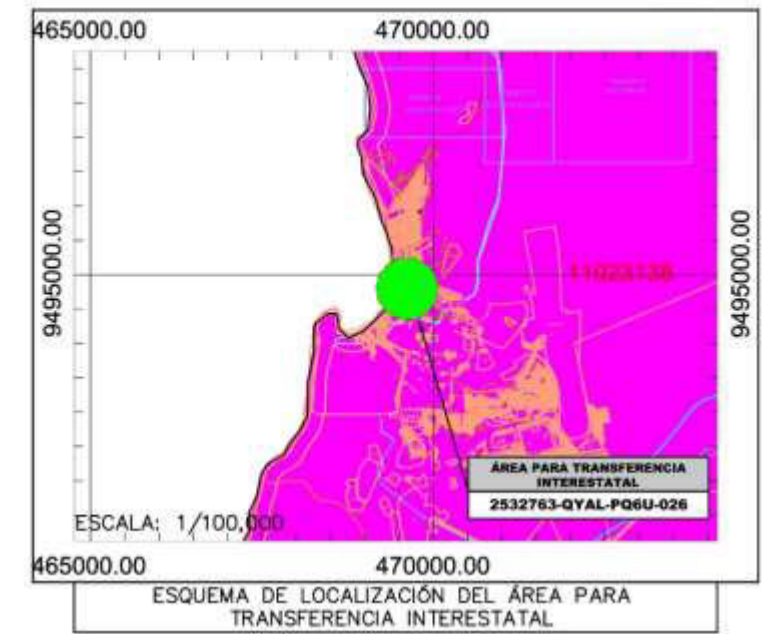 465000.00 470000.00
9495000.00
9495000.00
11023138
ÁREA PARA TRANSFERENCIA
INTERESTATAL
2532763-QYAL-PQ6U-026
ESCALA: 1/100,000
465000.00 470000.00
ESQUEMA DE LOCALIZACIÓN DEL ÁREA PARA
TRANSFERENCIA INTERESTATAL